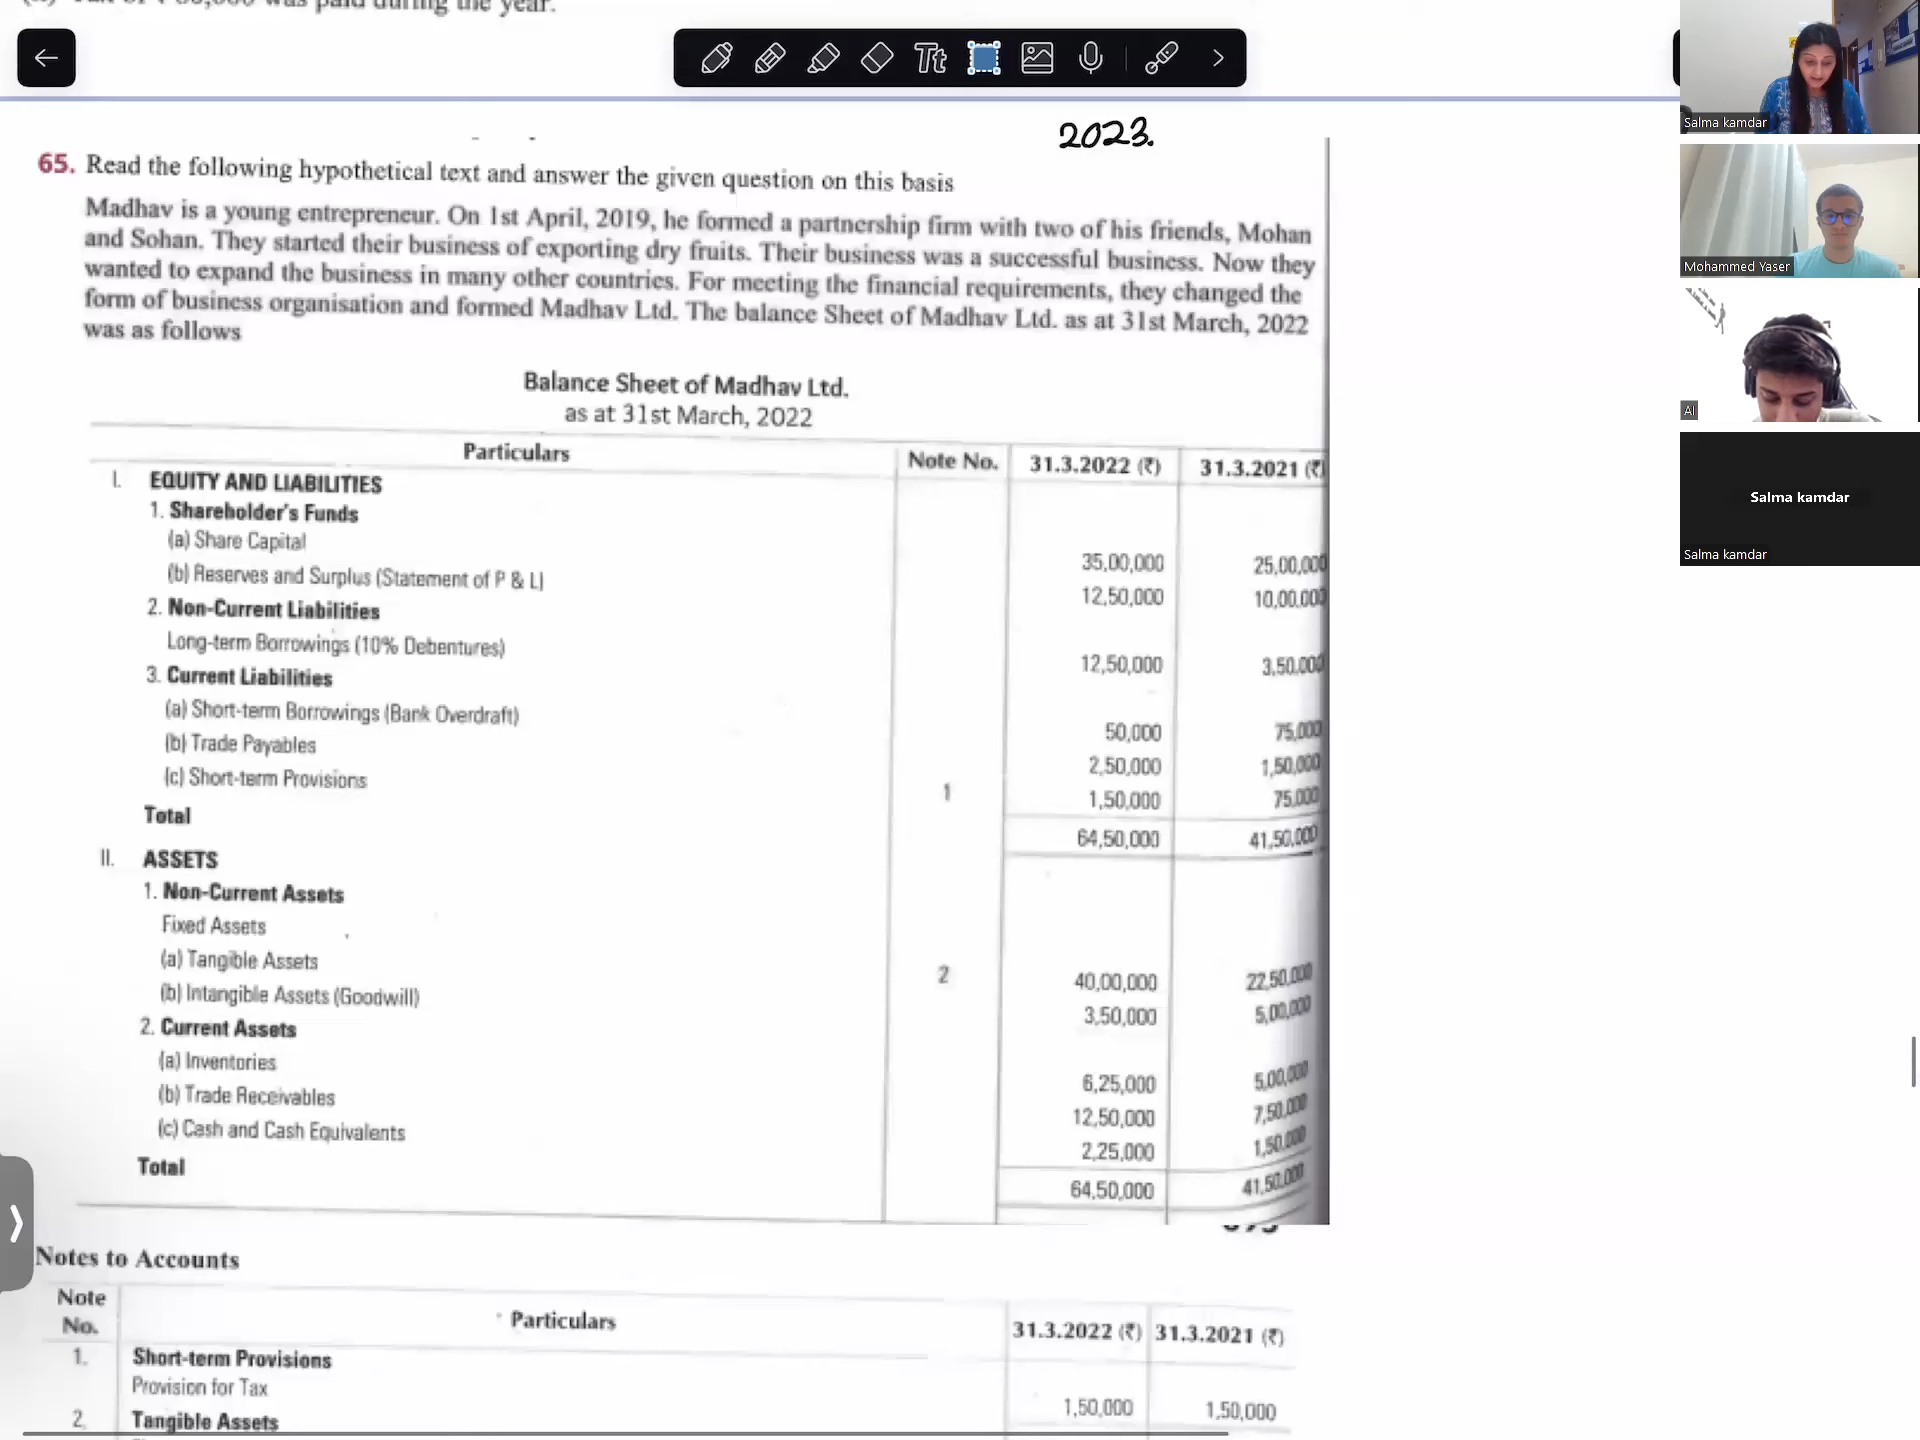 2023.
65. Read the following hypothetical text and answer the given question on this basis
Madhav is a young entrepreneur. On 1st April, 2019, he formed a partnership firm with two of his friends, Mohan
and Sohan. They started their business of exporting dry fruits. Their business was a successful business. Now they
wanted to expand the business in many other countries. For meeting the financial requirements, they changed the
form of business organisation and formed Madhav Ltd. The balance Sheet of Madhav Ltd. as at 31st March, 2022
was as follows
Balance Sheet of Madhav Ltd.
as at 31st March, 2022
Particulars Note No. 31.3.2022 (₹) 31.3.2021 (₹)
I. EQUITY AND LIABILITIES
1. Shareholder's Funds
(a) Share Capital 35,00,000 25,00,000
(b) Reserves and Surplus (Statement of P & L) 12,50,000 10,00,000
2. Non-Current Liabilities
Long-term Borrowings (10% Debentures) 12,50,000 3,50,000
3. Current Liabilities
(a) Short-term Borrowings (Bank Overdraft) 50,000 75,000
(b) Trade Payables 2,50,000 1,50,000
(c) Short-term Provisions 1 1,50,000 75,000
Total 64,50,000 41,50,000
II. ASSETS
1. Non-Current Assets
Fixed Assets
(a) Tangible Assets 2 40,00,000 22,50,000
(b) Intangible Assets (Goodwill) 3,50,000 5,00,000
2. Current Assets
(a) Inventories 6,25,000 5,00,000
(b) Trade Receivables 12,50,000 7,50,000
(c) Cash and Cash Equivalents 2,25,000 1,50,000
Total 64,50,000 41,50,000
Notes to Accounts
Note No. Particulars 31.3.2022 (₹) 31.3.2021 (₹)
1. Short-term Provisions
Provision for Tax 1,50,000 1,50,000
2. Tangible Assets
Tt
Salma kamdar
Mohammed Yaser
Al
Salma kamdar
Salma kamdar